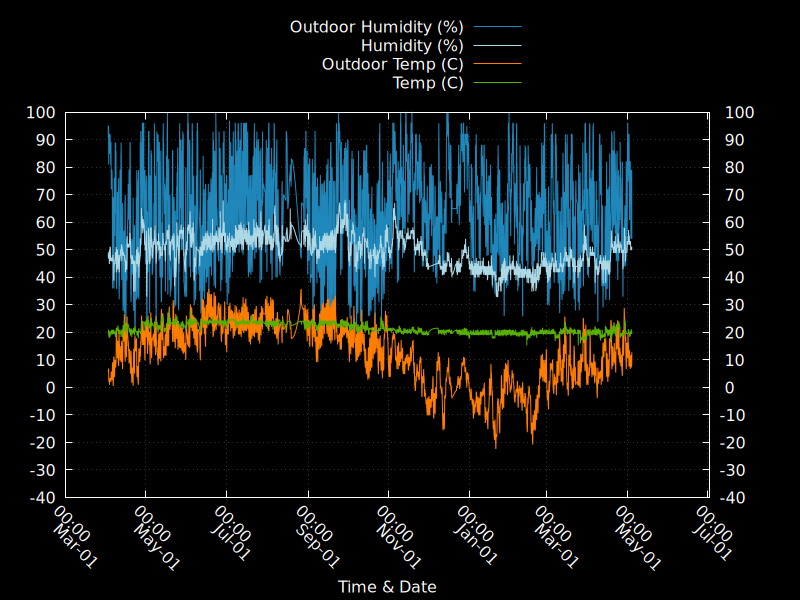 Outdoor Humidity (%)
Humidity (%)
Outdoor Temp (C)
Temp (C)
100 100
90 90
80 80
70 70
60 60
50 50
40 40
30 30
20 20
10 10
0 0
-10 -10
-20 -20
-30 -30
-40 -40
00:00 00:00 00:00 00:00 00:00 00:00 00:00 00:00 00:00
Mar-01 May-01 Jul-01 Sep-01 Nov-01 Jan-01 Mar-01 May-01 Jul-01
Time & Date